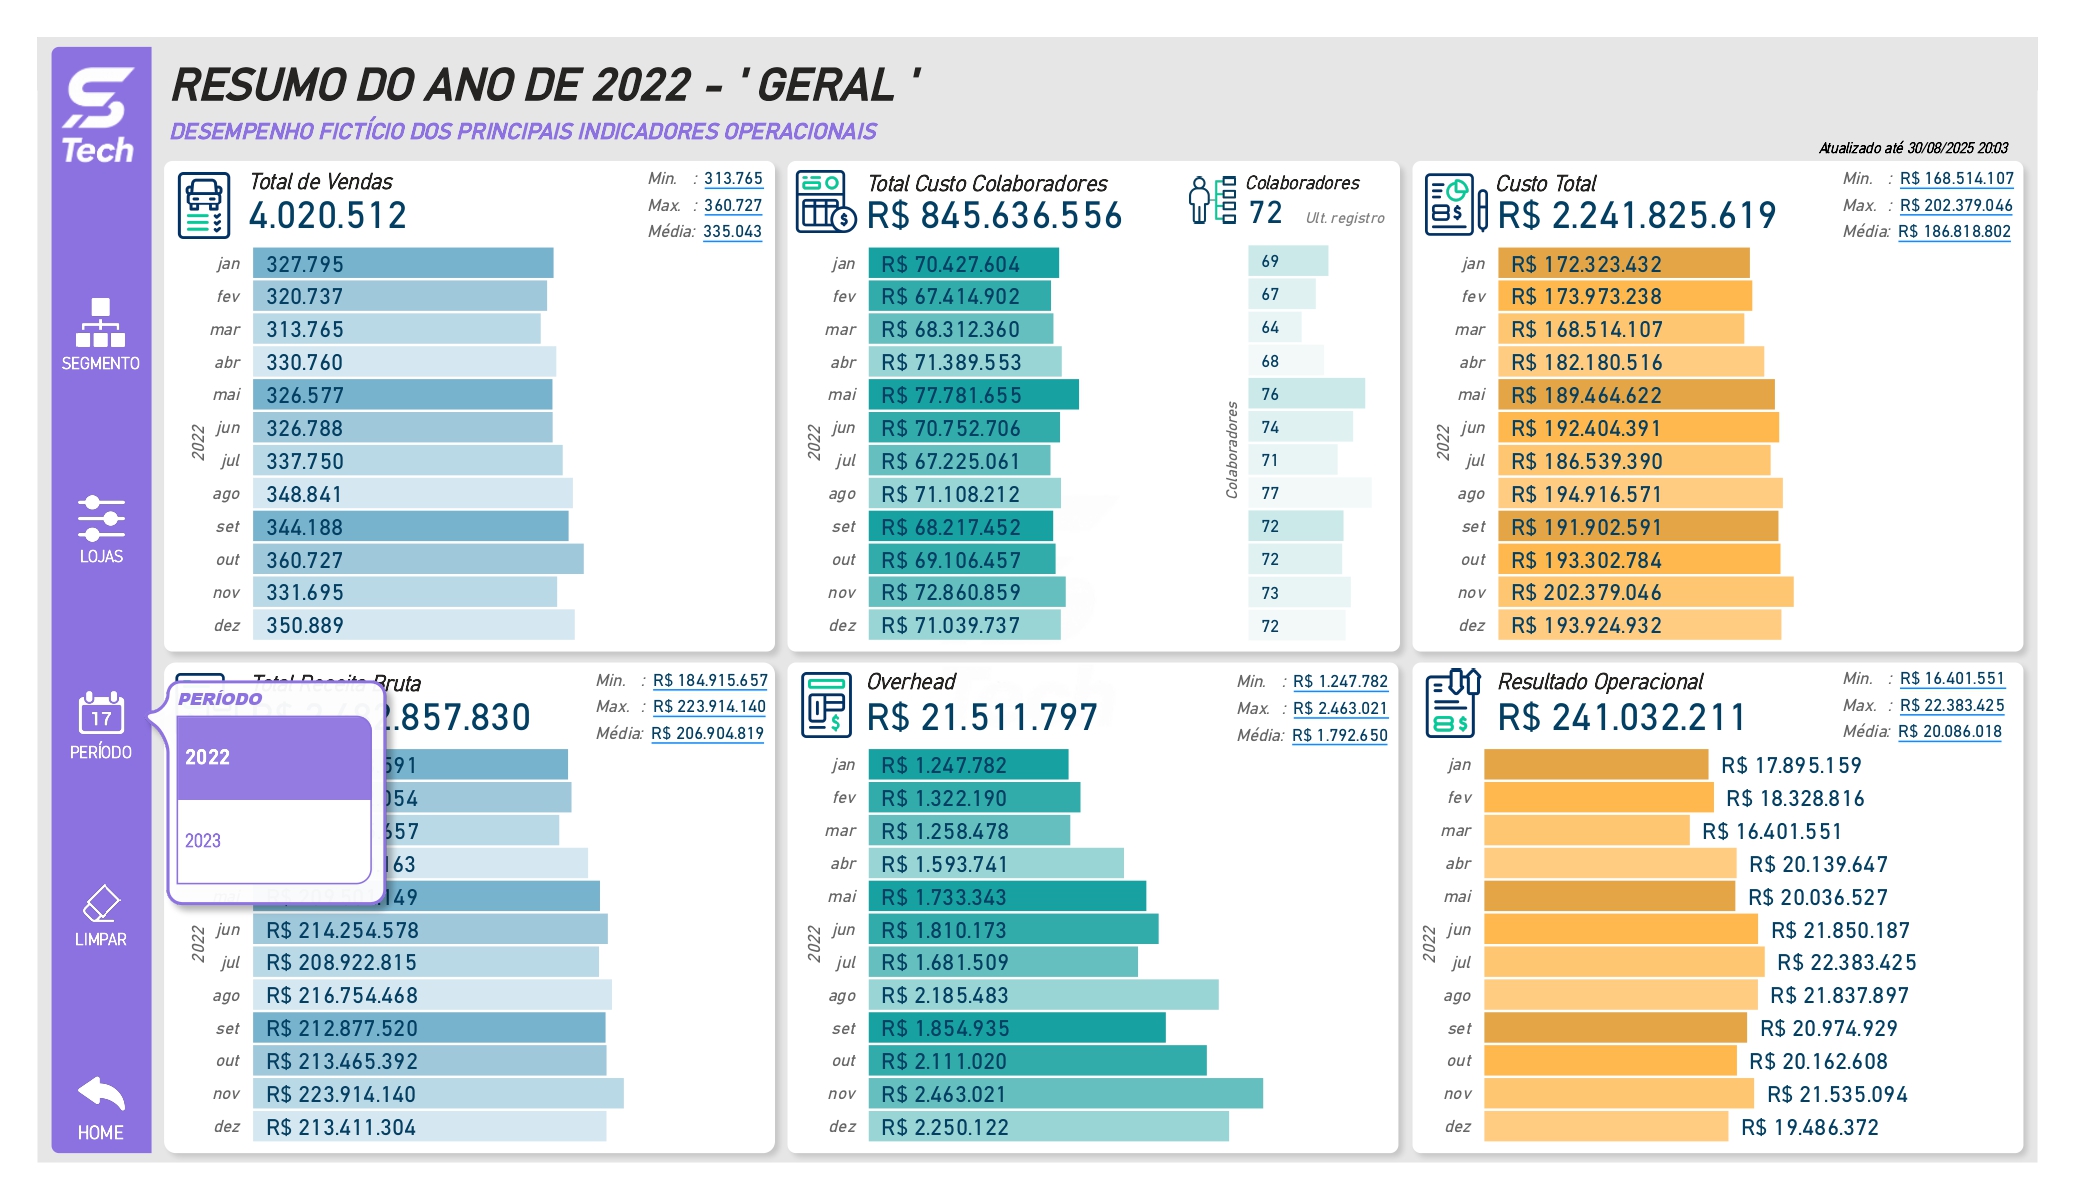 S
Tech
RESUMO DO ANO DE 2022 - ' GERAL '
DESEMPENHO FICTÍCIO DOS PRINCIPAIS INDICADORES OPERACIONAIS
Atualizado até 30/08/2025 20:03
SEGMENTO
LOJAS
17
PERÍODO
LIMPAR
HOME
Total de Vendas
4.020.512
Min. : 313.765
Max. : 360.727
Média: 335.043
2022
jan 327.795
fev 320.737
mar 313.765
abr 330.760
mai 326.577
jun 326.788
jul 337.750
ago 348.841
set 344.188
out 360.727
nov 331.695
dez 350.889
Total Custo Colaboradores
R$ 845.636.556
2022
jan R$ 70.427.604
fev R$ 67.414.902
mar R$ 68.312.360
abr R$ 71.389.553
mai R$ 77.781.655
jun R$ 70.752.706
jul R$ 67.225.061
ago R$ 71.108.212
set R$ 68.217.452
out R$ 69.106.457
nov R$ 72.860.859
dez R$ 71.039.737
Colaboradores
72 Ult. registro
Colaboradores
69
67
64
68
76
74
71
77
72
72
73
72
Custo Total
R$ 2.241.825.619
Min. : R$ 168.514.107
Max. : R$ 202.379.046
Média: R$ 186.818.802
2022
jan R$ 172.323.432
fev R$ 173.973.238
mar R$ 168.514.107
abr R$ 182.180.516
mai R$ 189.464.622
jun R$ 192.404.391
jul R$ 186.539.390
ago R$ 194.916.571
set R$ 191.902.591
out R$ 193.302.784
nov R$ 202.379.046
dez R$ 193.924.932
Total Receita Bruta
.857.830
Min. : R$ 184.915.657
Max. : R$ 223.914.140
Média: R$ 206.904.819
PERÍODO
2022
2023
591
054
657
163
149
2022
jun R$ 214.254.578
jul R$ 208.922.815
ago R$ 216.754.468
set R$ 212.877.520
out R$ 213.465.392
nov R$ 223.914.140
dez R$ 213.411.304
Overhead
R$ 21.511.797
Min. : R$ 1.247.782
Max. : R$ 2.463.021
Média: R$ 1.792.650
2022
jan R$ 1.247.782
fev R$ 1.322.190
mar R$ 1.258.478
abr R$ 1.593.741
mai R$ 1.733.343
jun R$ 1.810.173
jul R$ 1.681.509
ago R$ 2.185.483
set R$ 1.854.935
out R$ 2.111.020
nov R$ 2.463.021
dez R$ 2.250.122
Resultado Operacional
R$ 241.032.211
Min. : R$ 16.401.551
Max. : R$ 22.383.425
Média: R$ 20.086.018
2022
jan R$ 17.895.159
fev R$ 18.328.816
mar R$ 16.401.551
abr R$ 20.139.647
mai R$ 20.036.527
jun R$ 21.850.187
jul R$ 22.383.425
ago R$ 21.837.897
set R$ 20.974.929
out R$ 20.162.608
nov R$ 21.535.094
dez R$ 19.486.372